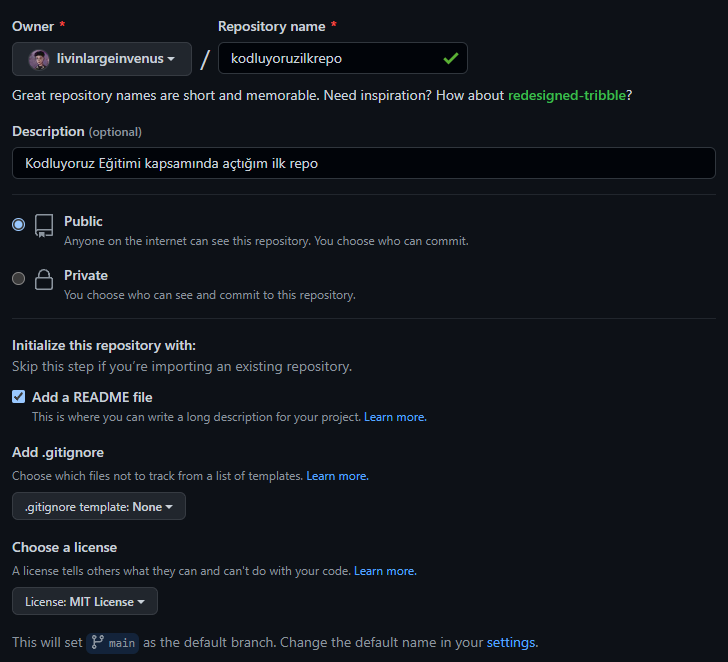 Owner * Repository name *
livinlargeinvenus / kodluyoruzilkrepo
Great repository names are short and memorable. Need inspiration? How about redesigned-tribble?
Description (optional)
Kodluyoruz Eğitimi kapsamında açtığım ilk repo
Public
Anyone on the internet can see this repository. You choose who can commit.
Private
You choose who can see and commit to this repository.
Initialize this repository with:
Skip this step if you’re importing an existing repository.
Add a README file
This is where you can write a long description for your project. Learn more.
Add .gitignore
Choose which files not to track from a list of templates. Learn more.
.gitignore template: None
Choose a license
A license tells others what they can and can't do with your code. Learn more.
License: MIT License
This will set main as the default branch. Change the default name in your settings.